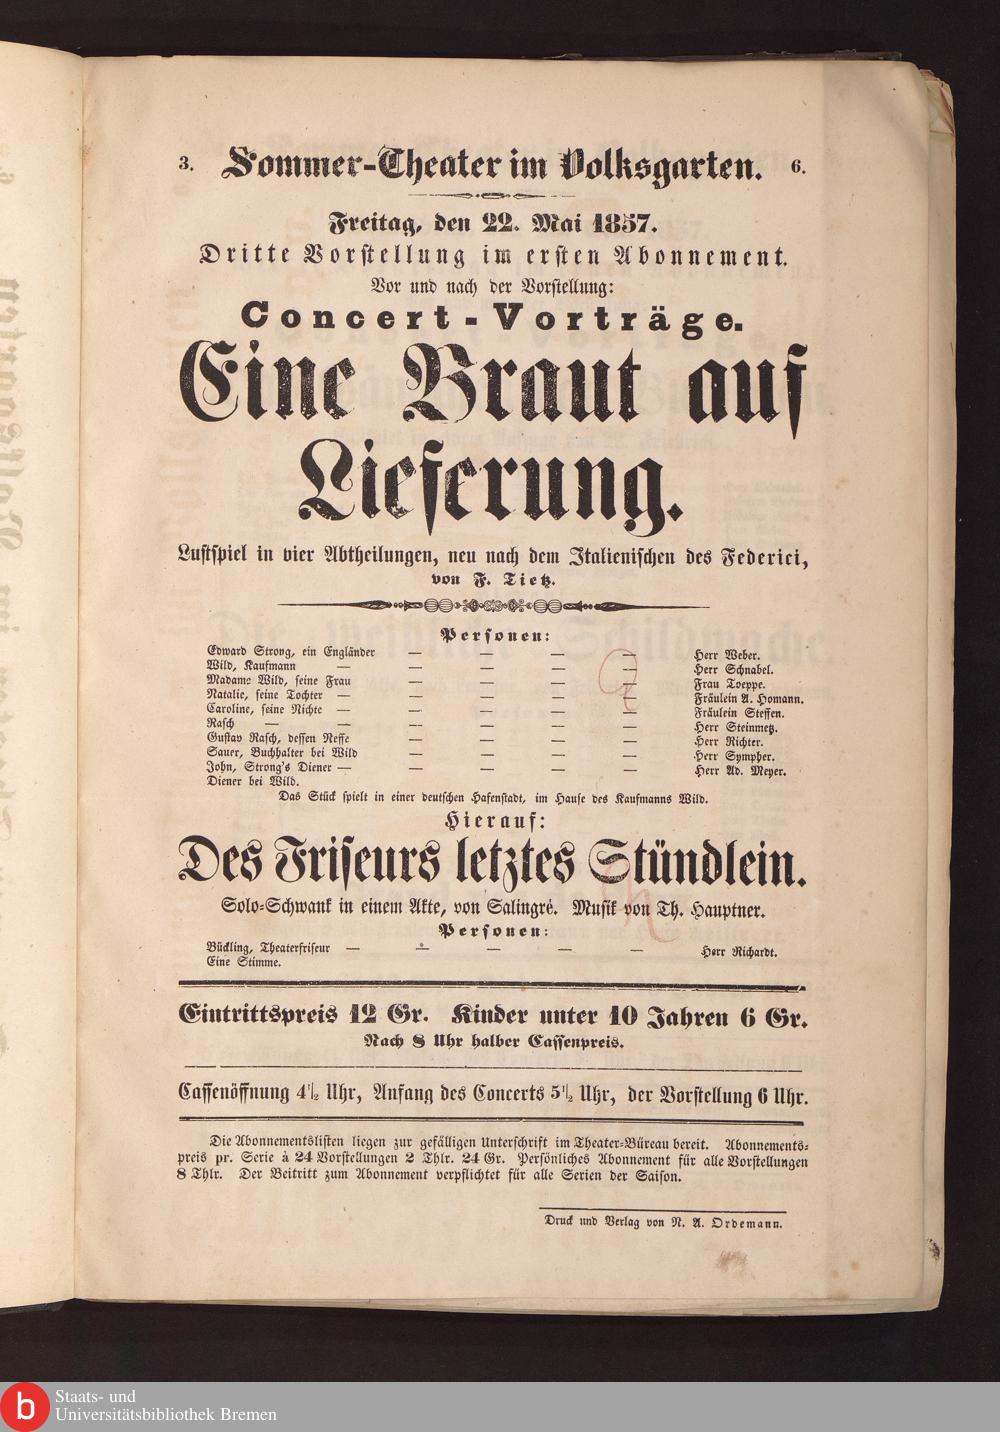 3. Sommer-Theater im Volksgarten. 6.
Freitag, den 22. Mai 1857.
Dritte Vorstellung im ersten Abonnement.
Vor und nach der Vorstellung:
Concert-Vorträge.
Eine Braut auf
Lieferung.
Lustspiel in vier Abtheilungen, neu nach dem Italienischen des Federici,
von F. Tietz.
Personen:
Edward Strong, ein Engländer — — — — Herr Weber.
Wild, Kaufmann — — — — — Herr Schnabel.
Madame Wild, seine Frau — — — — Frau Toeppe.
Natalie, seine Tochter — — — — — Fräulein A. Homann.
Caroline, seine Nichte — — — — — Fräulein Steffen.
Rasch — — — — — — Herr Steinmetz.
Gustav Rasch, dessen Neffe — — — — Herr Richter.
Sauer, Buchhalter bei Wild — — — — Herr Sympher.
John, Strong's Diener — — — — — Herr Ad. Meyer.
Diener bei Wild.
Das Stück spielt in einer deutschen Hafenstadt, im Hause des Kaufmanns Wild.
Hierauf:
Des Friseurs letztes Stündlein.
Solo-Schwank in einem Akte, von Salingré. Musik von Th. Hauptner.
Personen:
Bückling, Theaterfriseur — — — — — Herr Richardt.
Eine Stimme.
Eintrittspreis 12 Gr. Kinder unter 10 Jahren 6 Gr.
Nach 8 Uhr halber Cassenpreis.
Cassenöffnung 4 1/2 Uhr, Anfang des Concerts 5 1/2 Uhr, der Vorstellung 6 Uhr.
Die Abonnementslisten liegen zur gefälligen Unterschrift im Theater-Büreau bereit. Abonnements-
preis pr. Serie à 24 Vorstellungen 2 Thlr. 24 Gr. Persönliches Abonnement für alle Vorstellungen
8 Thlr. Der Beitritt zum Abonnement verpflichtet für alle Serien der Saison.
Druck und Verlag von N. A. Ordemann.
b Staats- und
Universitätsbibliothek Bremen